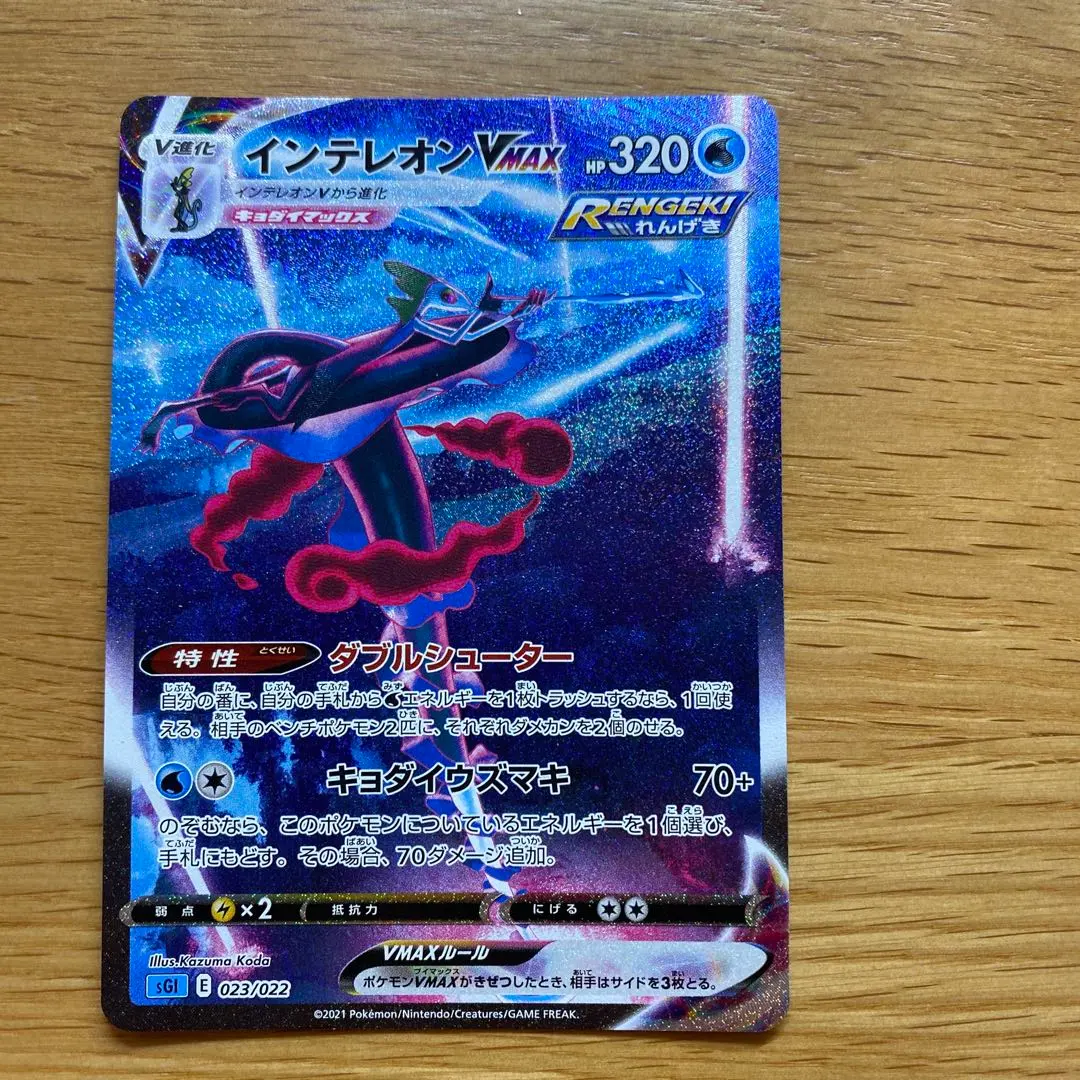 V進化
インテレオンVMAX HP320
インテレオンVから進化
キョダイマックス
RENGEKI
れんげき
特性 とくせい ダブルシューター
自分の番に、自分の手札からエネルギーを1枚トラッシュするなら、1回使
える。相手のベンチポケモン2匹に、それぞれダメカンを2個のせる。
キョダイウズマキ 70+
のぞむなら、このポケモンについているエネルギーを1個選び、
手札にもどす。その場合、70ダメージ追加。
弱点 ×2 抵抗力 にげる
Illus.Kazuma Koda
VMAXルール
sGI E 023/022
ポケモンVMAXがきぜつしたとき、相手はサイドを3枚とる。
©2021 Pokémon/Nintendo/Creatures/GAME FREAK.